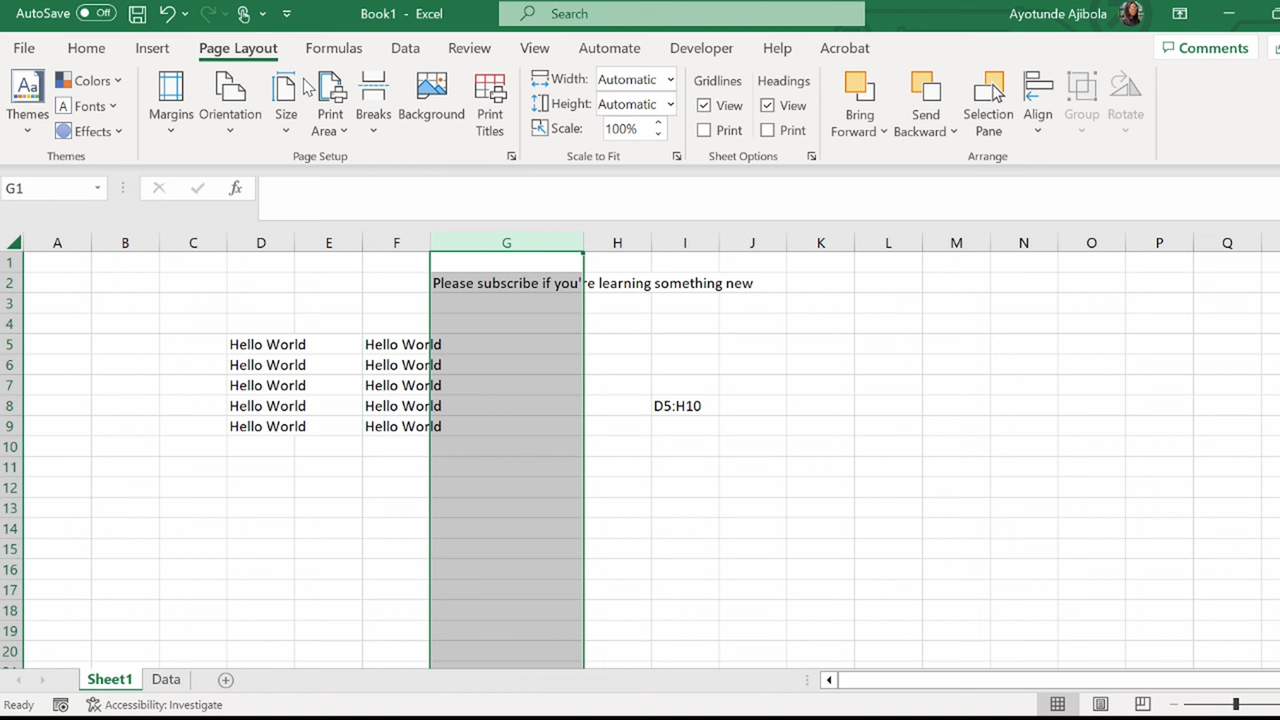 AutoSave Off Book1 - Excel Search Ayotunde Ajibola
File Home Insert Page Layout Formulas Data Review View Automate Developer Help Acrobat Comments
Aa Themes Colors Margins Orientation Size Print Area Breaks Background Print Titles Width: Automatic Gridlines Headings Bring Forward Send Backward Selection Pane Align Group Rotate
A Fonts Height: Automatic View View
Effects Scale: 100% Print Print
Themes Page Setup Scale to Fit Sheet Options Arrange
G1 fx
A B C D E F G H I J K L M N O P Q
1
2 Please subscribe if you're learning something new
3
4
5 Hello World Hello World
6 Hello World Hello World
7 Hello World Hello World
8 Hello World Hello World D5:H10
9 Hello World Hello World
10
11
12
13
14
15
16
17
18
19
20
Sheet1 Data
Ready Accessibility: Investigate